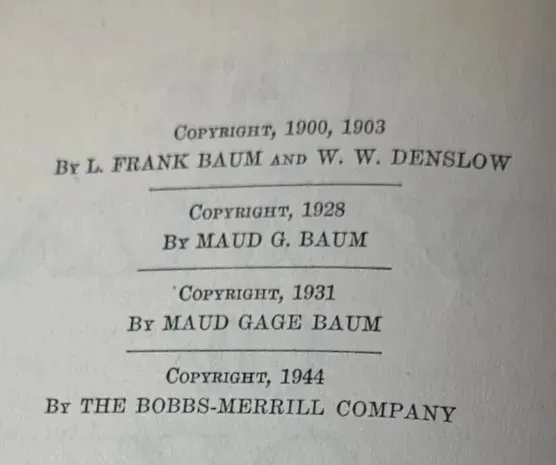 Copyright, 1900, 1903
By L. FRANK BAUM AND W. W. DENSLOW
Copyright, 1928
By MAUD G. BAUM
Copyright, 1931
By MAUD GAGE BAUM
Copyright, 1944
By THE BOBBS-MERRILL COMPANY